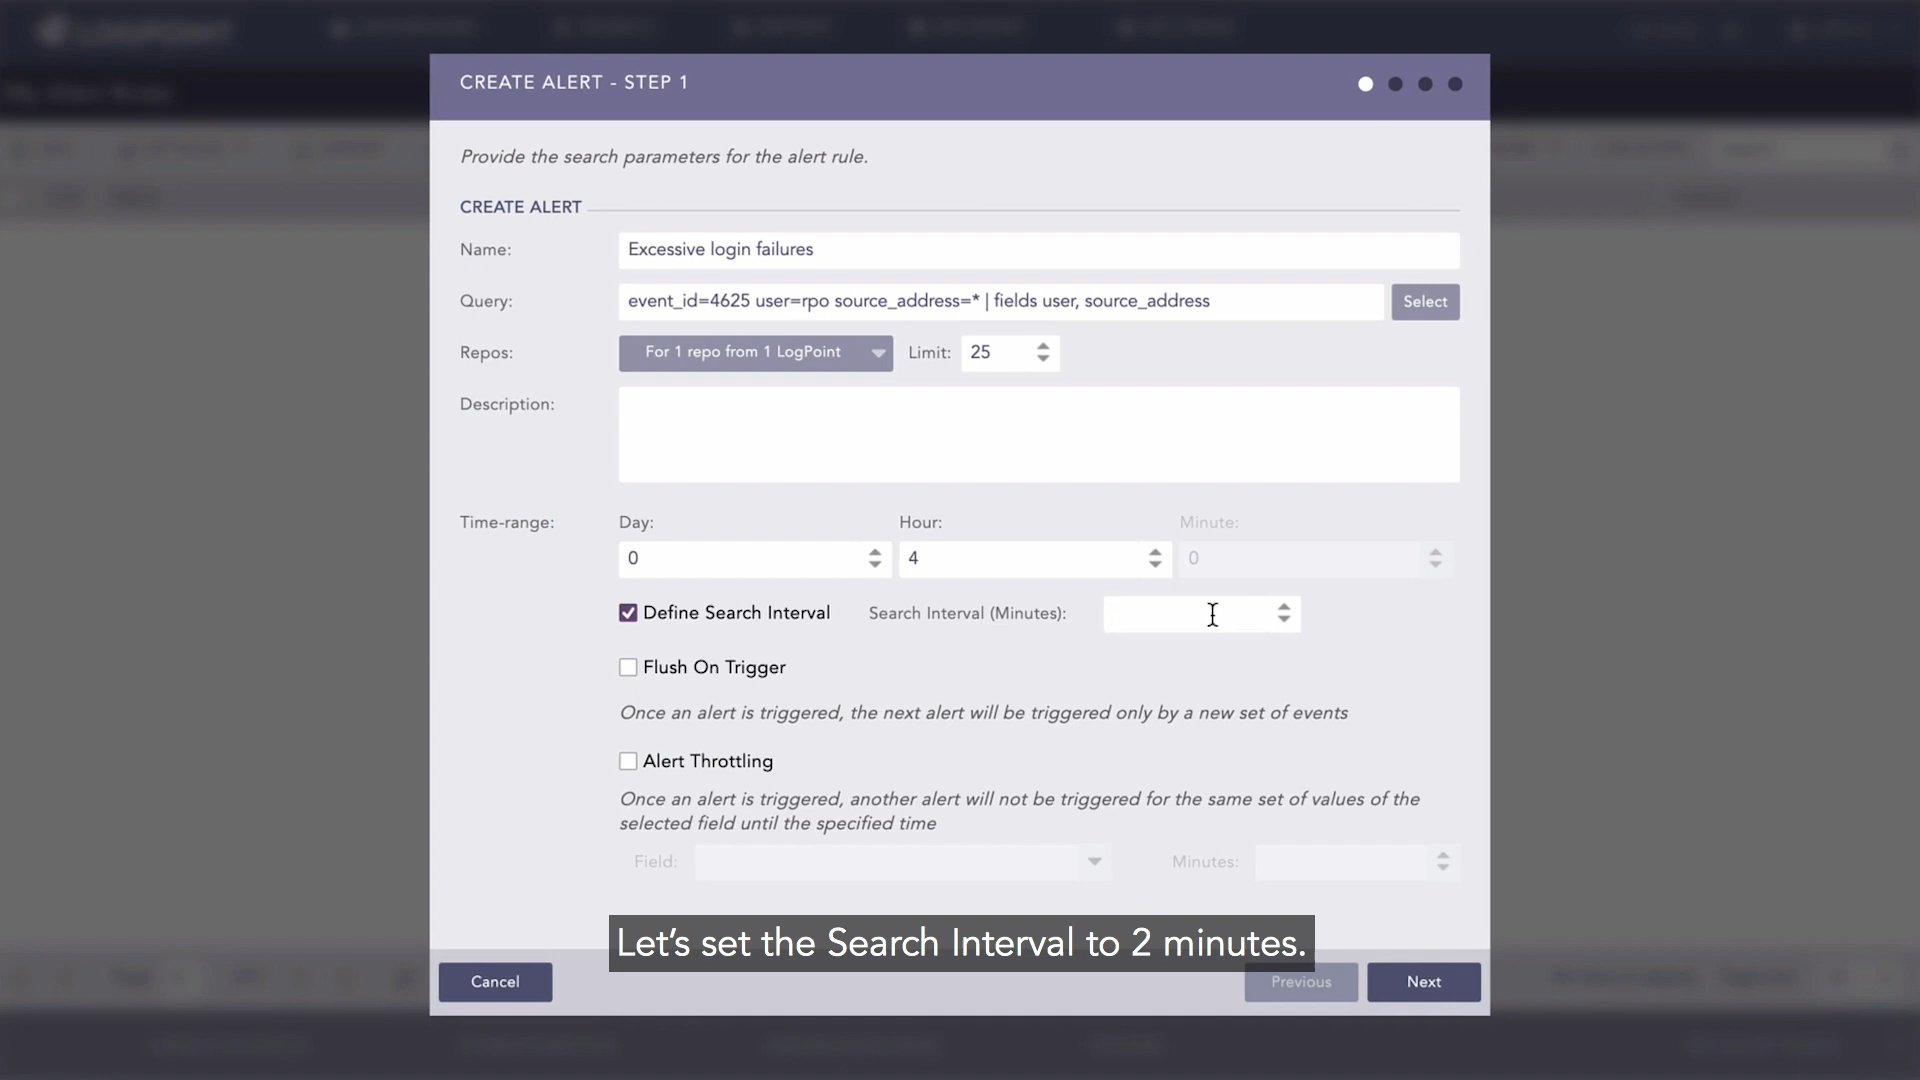 CREATE ALERT - STEP 1
Provide the search parameters for the alert rule.
CREATE ALERT
Name: Excessive login failures
Query: event_id=4625 user=rpo source_address=* | fields user, source_address Select
Repos: For 1 repo from 1 LogPoint Limit: 25
Description:
Time-range: Day: Hour: Minute:
0 4 0
Define Search Interval Search Interval (Minutes):
Flush On Trigger
Once an alert is triggered, the next alert will be triggered only by a new set of events
Alert Throttling
Once an alert is triggered, another alert will not be triggered for the same set of values of the
selected field until the specified time
Field: Minutes:
Let's set the Search Interval to 2 minutes.
Cancel Previous Next